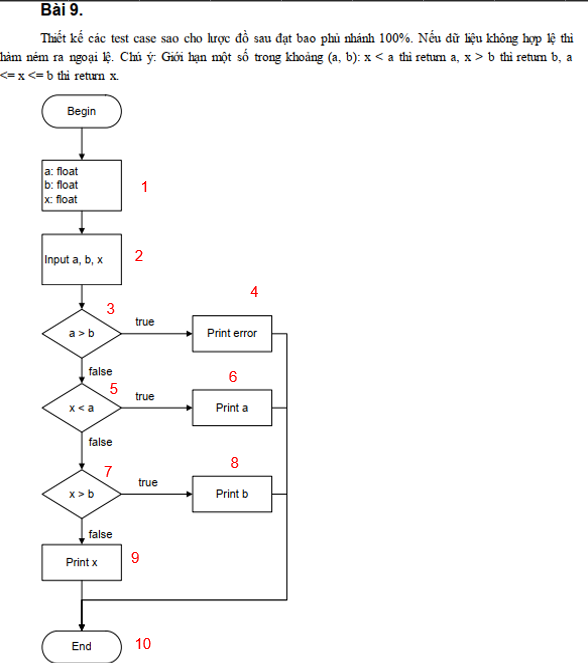 Bài 9.
Thiết kế các test case sao cho lược đồ sau đạt bao phủ nhánh 100%. Nếu dữ liệu không hợp lệ thì
hàm ném ra ngoại lệ. Chú ý: Giới hạn một số trong khoảng (a, b): x < a thì return a, x > b thì return b, a
<= x <= b thì return x.
Begin
a: float
b: float
x: float
1
Input a, b, x
2
3
4
a > b
true
Print error
false
5
6
x < a
true
Print a
false
7
8
x > b
true
Print b
false
Print x
9
End
10